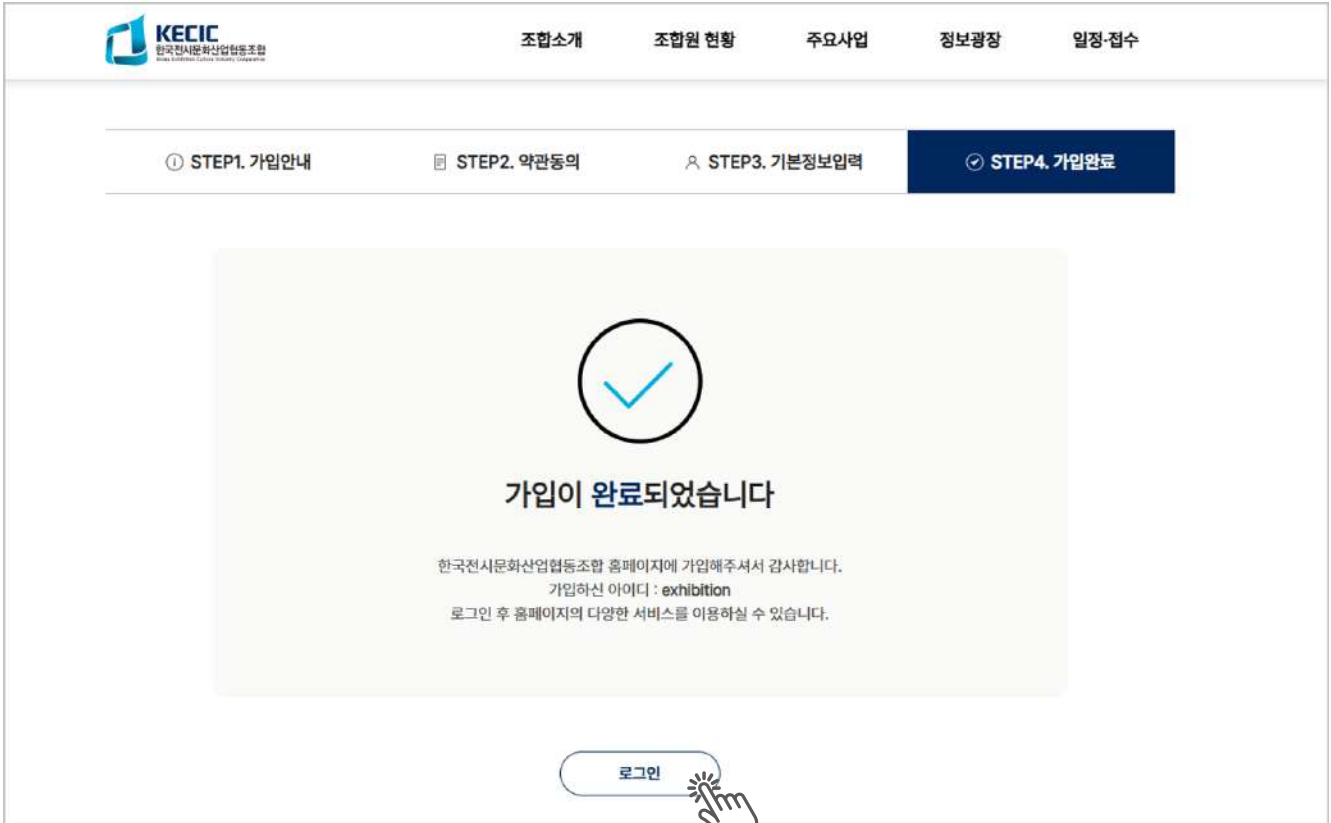 KECIC
한국전시문화산업협동조합
Korea Exhibition Culture Industry Cooperative
조합소개 조합원 현황 주요사업 정보광장 일정·접수
STEP1. 가입안내 STEP2. 약관동의 STEP3. 기본정보입력 STEP4. 가입완료
가입이 완료되었습니다
한국전시문화산업협동조합 홈페이지에 가입해주셔서 감사합니다.
가입하신 아이디 : exhibition
로그인 후 홈페이지의 다양한 서비스를 이용하실 수 있습니다.
로그인